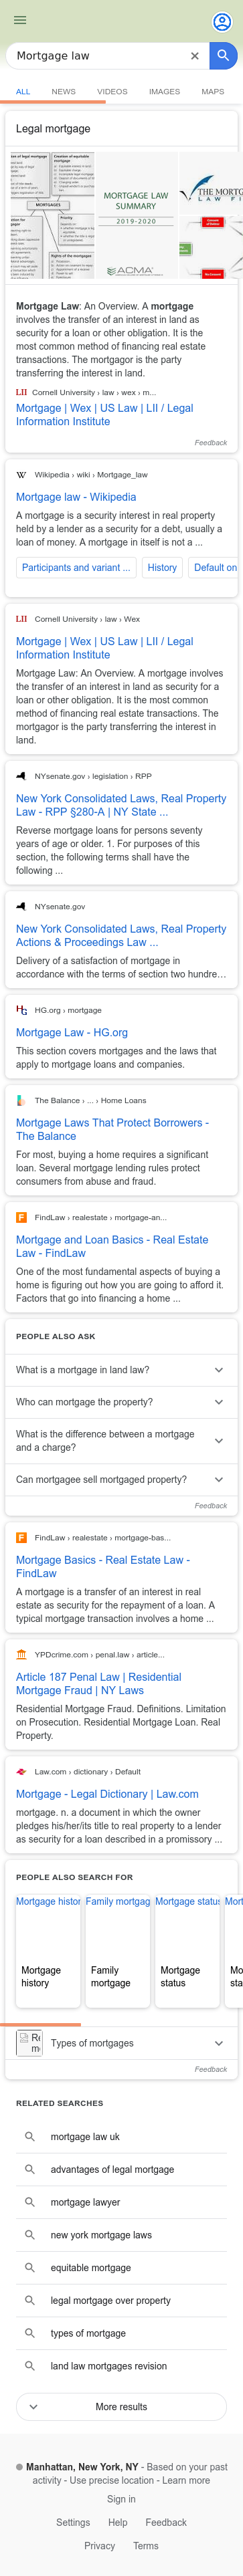 Mortgage law
ALL NEWS VIDEOS IMAGES MAPS
Legal mortgage
MORTGAGES
MORTGAGE LAW
SUMMARY
2019-2020
ACMA
Mortgage Law: An Overview. A mortgage
involves the transfer of an interest in land as
security for a loan or other obligation. It is the
most common method of financing real estate
transactions. The mortgagor is the party
transferring the interest in land.
LII Cornell University › law › wex › m...
Mortgage | Wex | US Law | LII / Legal
Information Institute
Feedback
W Wikipedia › wiki › Mortgage_law
Mortgage law - Wikipedia
A mortgage is a security interest in real property
held by a lender as a security for a debt, usually a
loan of money. A mortgage in itself is not a ...
Participants and variant ... History Default on
LII Cornell University › law › Wex
Mortgage | Wex | US Law | LII / Legal
Information Institute
Mortgage Law: An Overview. A mortgage involves
the transfer of an interest in land as security for a
loan or other obligation. It is the most common
method of financing real estate transactions. The
mortgagor is the party transferring the interest in
land.
NYsenate.gov › legislation › RPP
New York Consolidated Laws, Real Property
Law - RPP §280-A | NY State ...
Reverse mortgage loans for persons seventy
years of age or older. 1. For purposes of this
section, the following terms shall have the
following ...
NYsenate.gov
New York Consolidated Laws, Real Property
Actions & Proceedings Law ...
Delivery of a satisfaction of mortgage in
accordance with the terms of section two hundre...
HG HG.org › mortgage
Mortgage Law - HG.org
This section covers mortgages and the laws that
apply to mortgage loans and companies.
The Balance › ... › Home Loans
Mortgage Laws That Protect Borrowers -
The Balance
For most, buying a home requires a significant
loan. Several mortgage lending rules protect
consumers from abuse and fraud.
F FindLaw › realestate › mortgage-an...
Mortgage and Loan Basics - Real Estate
Law - FindLaw
One of the most fundamental aspects of buying a
home is figuring out how you are going to afford it.
Factors that go into financing a home ...
PEOPLE ALSO ASK
What is a mortgage in land law?
Who can mortgage the property?
What is the difference between a mortgage
and a charge?
Can mortgagee sell mortgaged property?
Feedback
F FindLaw › realestate › mortgage-bas...
Mortgage Basics - Real Estate Law -
FindLaw
A mortgage is a transfer of an interest in real
estate as security for the repayment of a loan. A
typical mortgage transaction involves a home ...
YPDcrime.com › penal.law › article...
Article 187 Penal Law | Residential
Mortgage Fraud | NY Laws
Residential Mortgage Fraud. Definitions. Limitation
on Prosecution. Residential Mortgage Loan. Real
Property.
Law.com › dictionary › Default
Mortgage - Legal Dictionary | Law.com
mortgage. n. a document in which the owner
pledges his/her/its title to real property to a lender
as security for a loan described in a promissory ...
PEOPLE ALSO SEARCH FOR
Mortgage histor Family mortgag Mortgage status Mort
Mortgage
history
Family
mortgage
Mortgage
status
Mo
sta
Types of mortgages
Feedback
RELATED SEARCHES
mortgage law uk
advantages of legal mortgage
mortgage lawyer
new york mortgage laws
equitable mortgage
legal mortgage over property
types of mortgage
land law mortgages revision
More results
Manhattan, New York, NY - Based on your past
activity - Use precise location - Learn more
Sign in
Settings Help Feedback
Privacy Terms